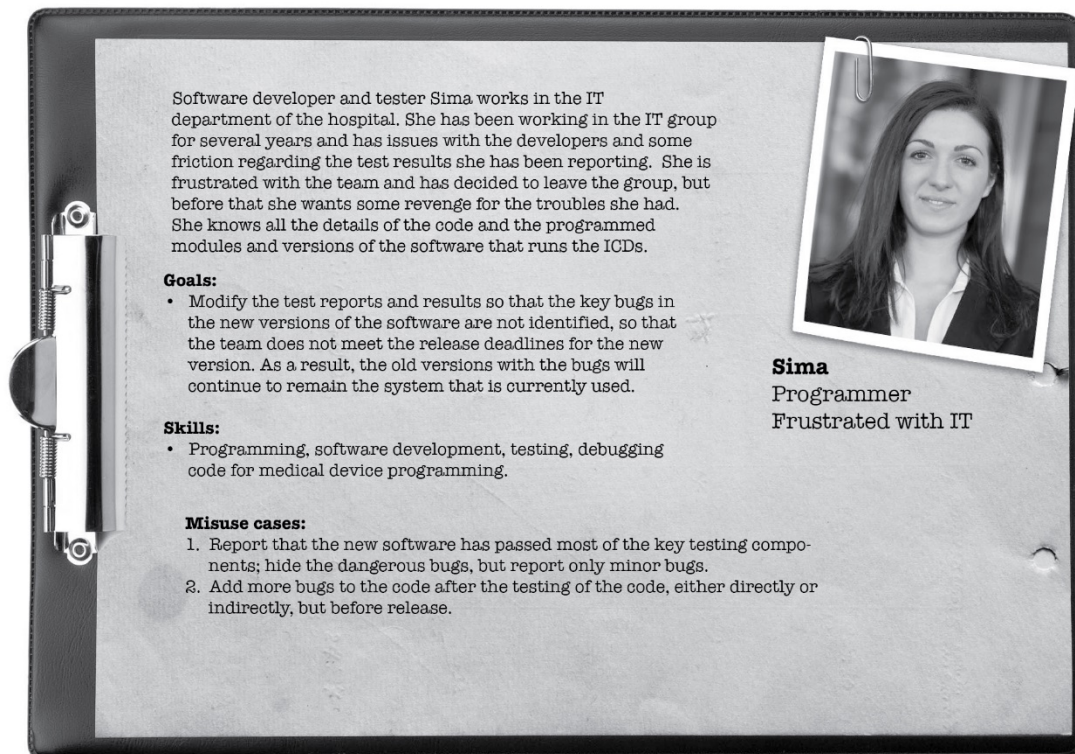 Software developer and tester Sima works in the IT
department of the hospital. She has been working in the IT group
for several years and has issues with the developers and some
friction regarding the test results she has been reporting.  She is
frustrated with the team and has decided to leave the group, but
before that she wants some revenge for the troubles she had.
She knows all the details of the code and the programmed
modules and versions of the software that runs the ICDs.
Goals:
• Modify the test reports and results so that the key bugs in
the new versions of the software are not identified, so that
the team does not meet the release deadlines for the new
version. As a result, the old versions with the bugs will
continue to remain the system that is currently used.
Skills:
• Programming, software development, testing, debugging
code for medical device programming.
Misuse cases:
1. Report that the new software has passed most of the key testing compo-
nents; hide the dangerous bugs, but report only minor bugs.
2. Add more bugs to the code after the testing of the code, either directly or
indirectly, but before release.
Sima
Programmer
Frustrated with IT